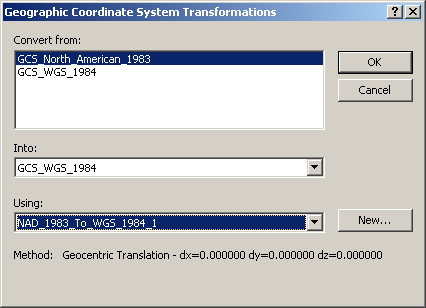 Geographic Coordinate System Transformations
Convert from:
GCS_North_American_1983
GCS_WGS_1984
OK
Cancel
Into:
GCS_WGS_1984
Using:
NAD_1983_To_WGS_1984_1
New...
Method: Geocentric Translation - dx=0.000000 dy=0.000000 dz=0.000000